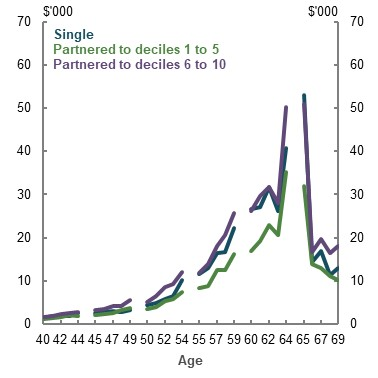 $'000 $'000
Single
Partnered to deciles 1 to 5
Partnered to deciles 6 to 10
70 70
60 60
50 50
40 40
30 30
20 20
10 10
0 0
40 42 44 45 47 49 50 52 54 55 57 59 60 62 64 65 67 69
Age